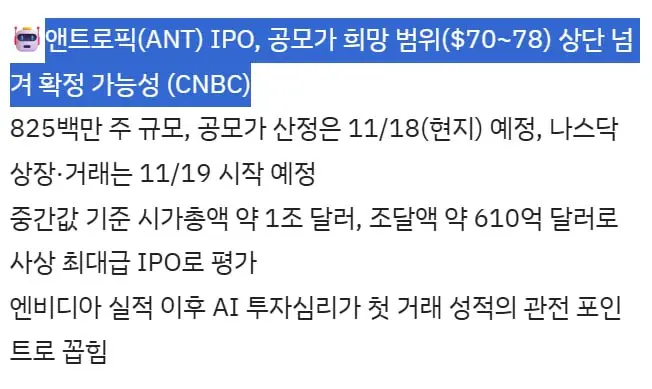 앤트로픽(ANT) IPO, 공모가 희망 범위($70~78) 상단 넘
겨 확정 가능성 (CNBC)
825백만 주 규모, 공모가 산정은 11/18(현지) 예정, 나스닥
상장·거래는 11/19 시작 예정
중간값 기준 시가총액 약 1조 달러, 조달액 약 610억 달러로
사상 최대급 IPO로 평가
엔비디아 실적 이후 AI 투자심리가 첫 거래 성적의 관전 포인
트로 꼽힘